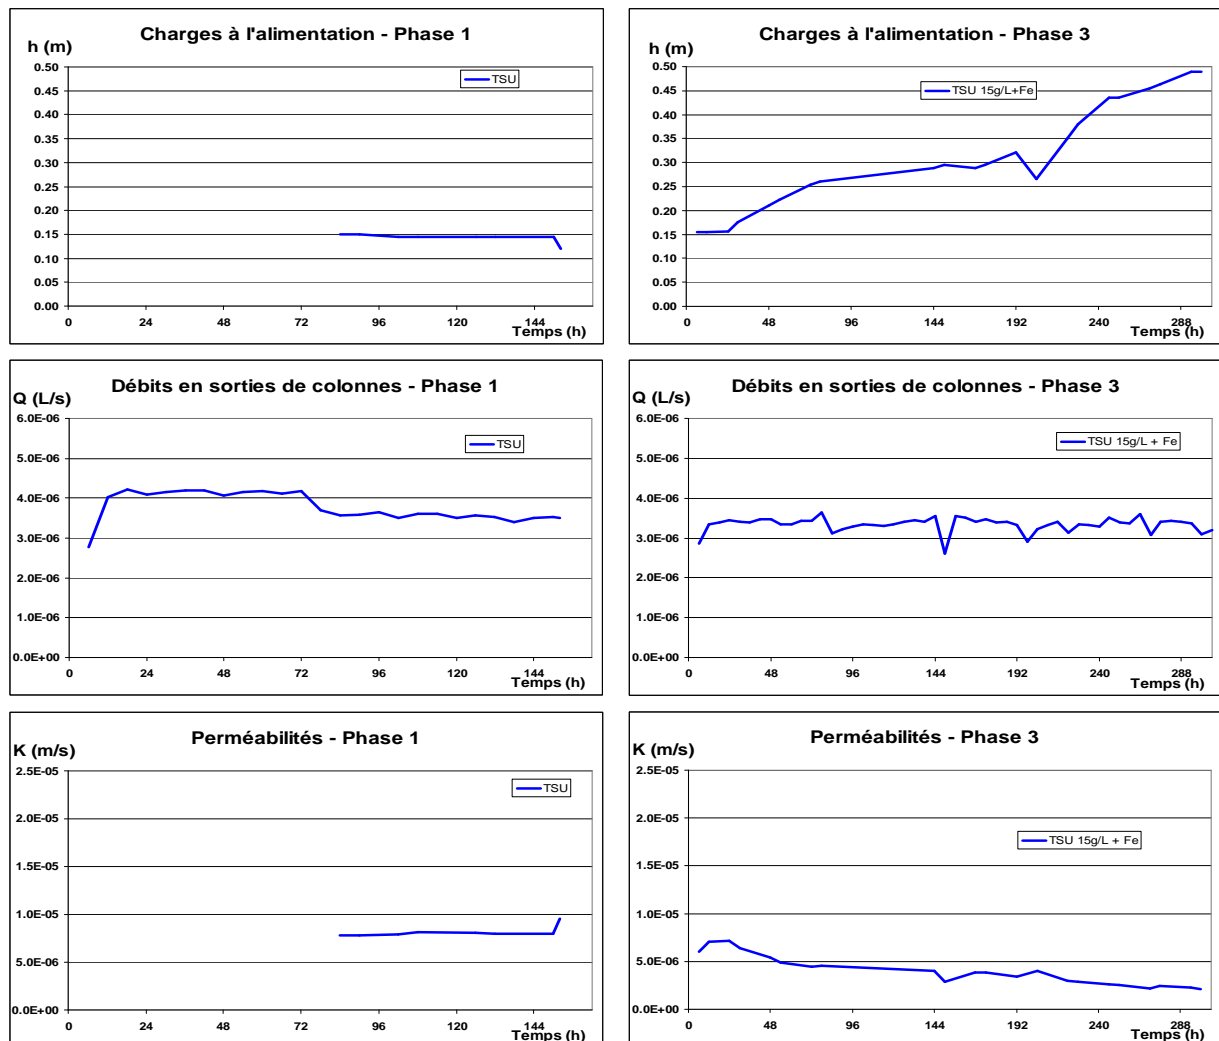 Charges à l'alimentation - Phase 1
h (m)
0.50
0.45
0.40
0.35
0.30
0.25
0.20
0.15
0.10
0.05
0.00
TSU
0 24 48 72 96 120 144
Temps (h)
Charges à l'alimentation - Phase 3
h (m)
0.50
0.45
0.40
0.35
0.30
0.25
0.20
0.15
0.10
0.05
0.00
TSU 15g/L+Fe
0 48 96 144 192 240 288
Temps (h)
Débits en sorties de colonnes - Phase 1
Q (L/s)
6.0E-06
5.0E-06
4.0E-06
3.0E-06
2.0E-06
1.0E-06
0.0E+00
TSU
0 24 48 72 96 120 144
Temps (h)
Débits en sorties de colonnes - Phase 3
Q (L/s)
6.0E-06
5.0E-06
4.0E-06
3.0E-06
2.0E-06
1.0E-06
0.0E+00
TSU 15g/L + Fe
0 48 96 144 192 240 288
Temps (h)
Perméabilités - Phase 1
K (m/s)
2.5E-05
2.0E-05
1.5E-05
1.0E-05
5.0E-06
0.0E+00
TSU
0 24 48 72 96 120 144
Temps (h)
Perméabilités - Phase 3
K (m/s)
2.5E-05
2.0E-05
1.5E-05
1.0E-05
5.0E-06
0.0E+00
TSU 15g/L + Fe
0 48 96 144 192 240 288
Temps (h)